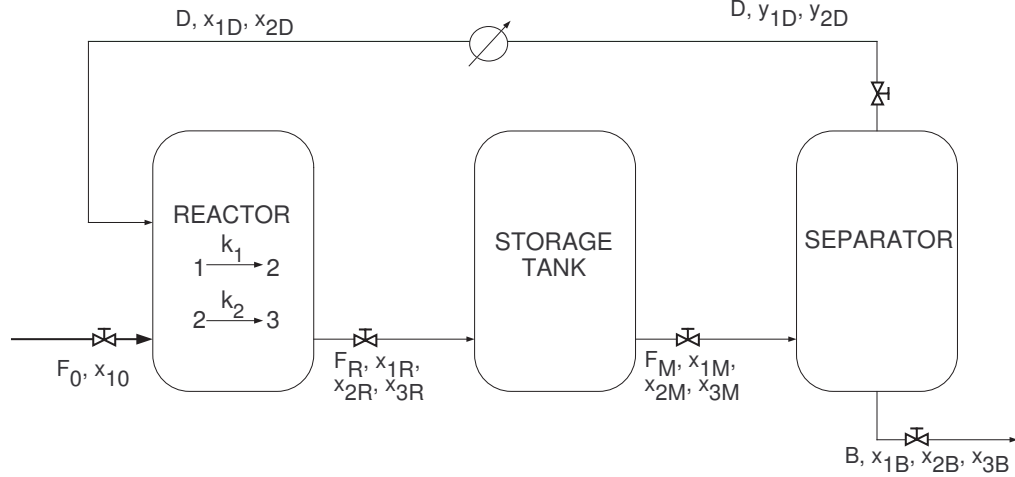 D, x1D, x2D
D, y1D, y2D
REACTOR
k1
1 2
k2
2 3
STORAGE
TANK
SEPARATOR
F0, x10
FR, x1R,
x2R, x3R
FM, x1M,
x2M, x3M
B, x1B, x2B, x3B